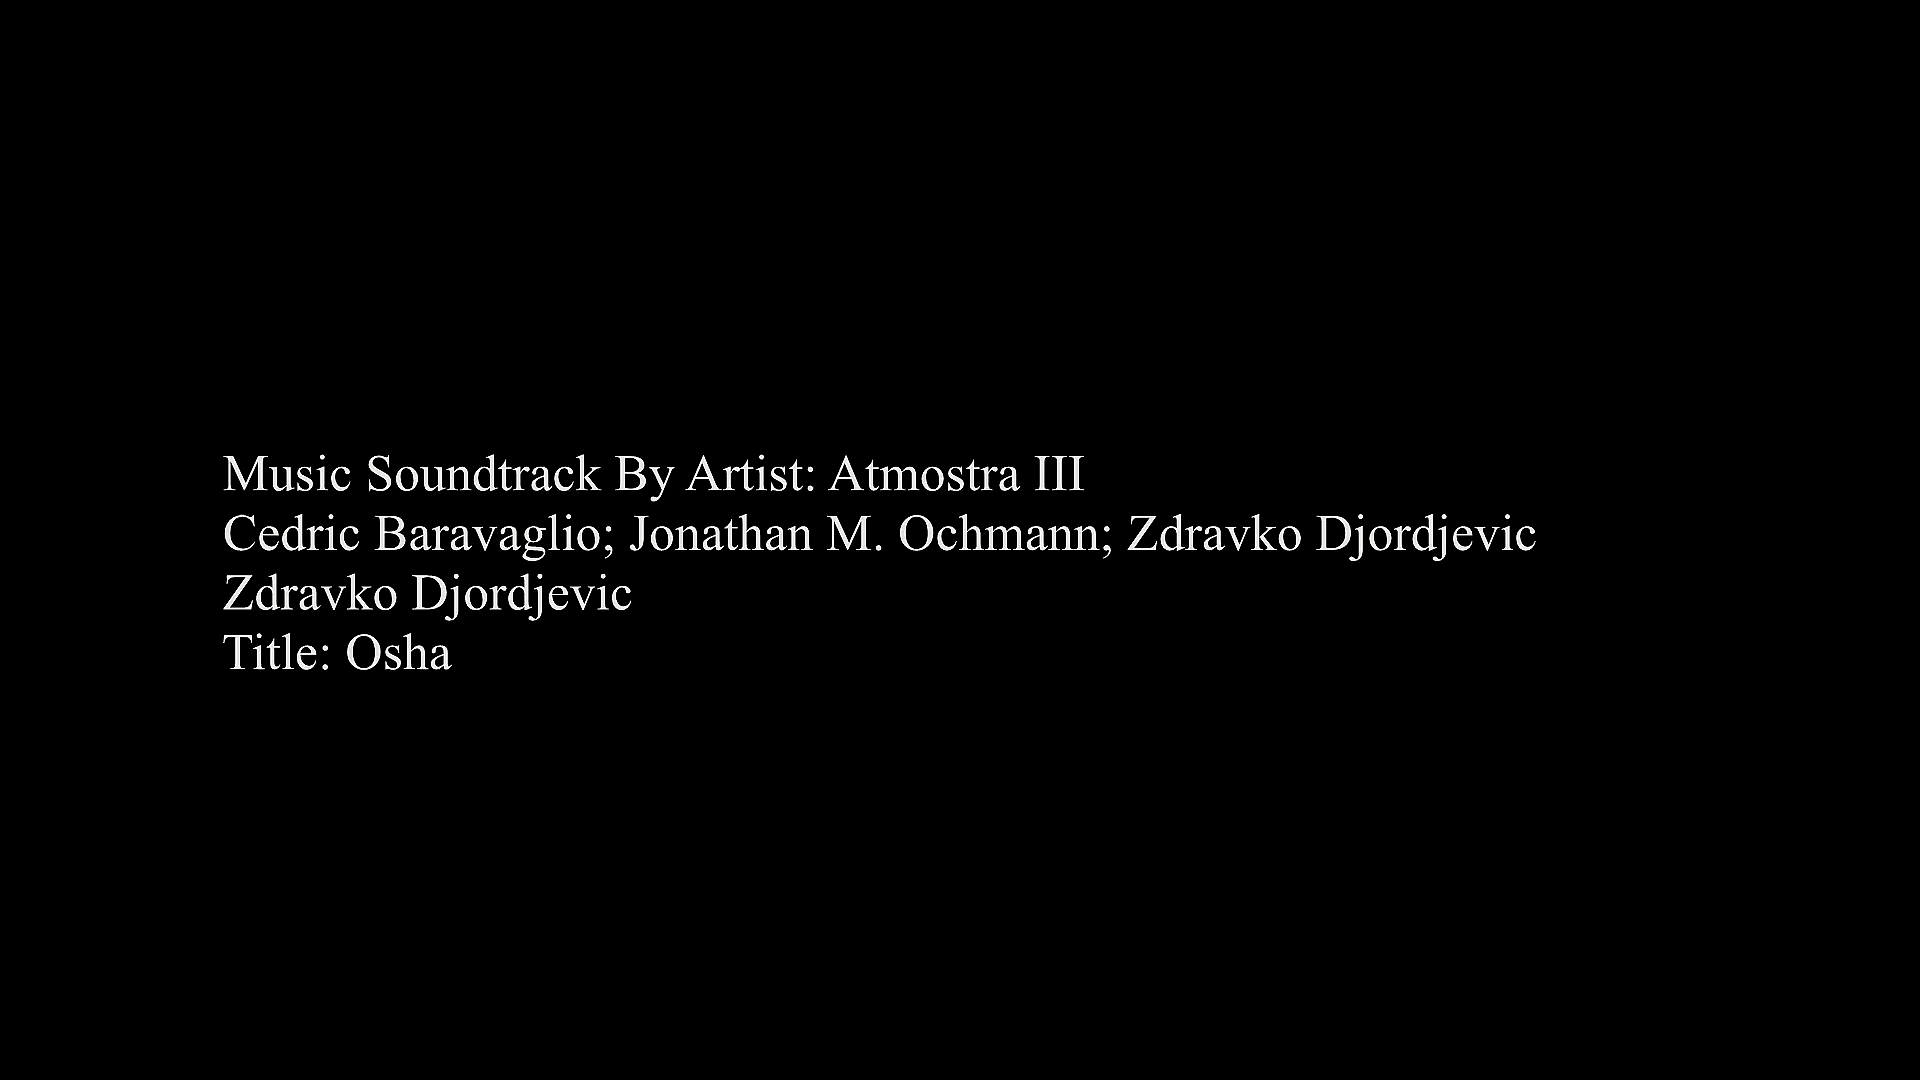 Music Soundtrack By Artist: Atmostra III
Cedric Baravaglio; Jonathan M. Ochmann; Zdravko Djordjevic
Zdravko Djordjevic
Title: Osha